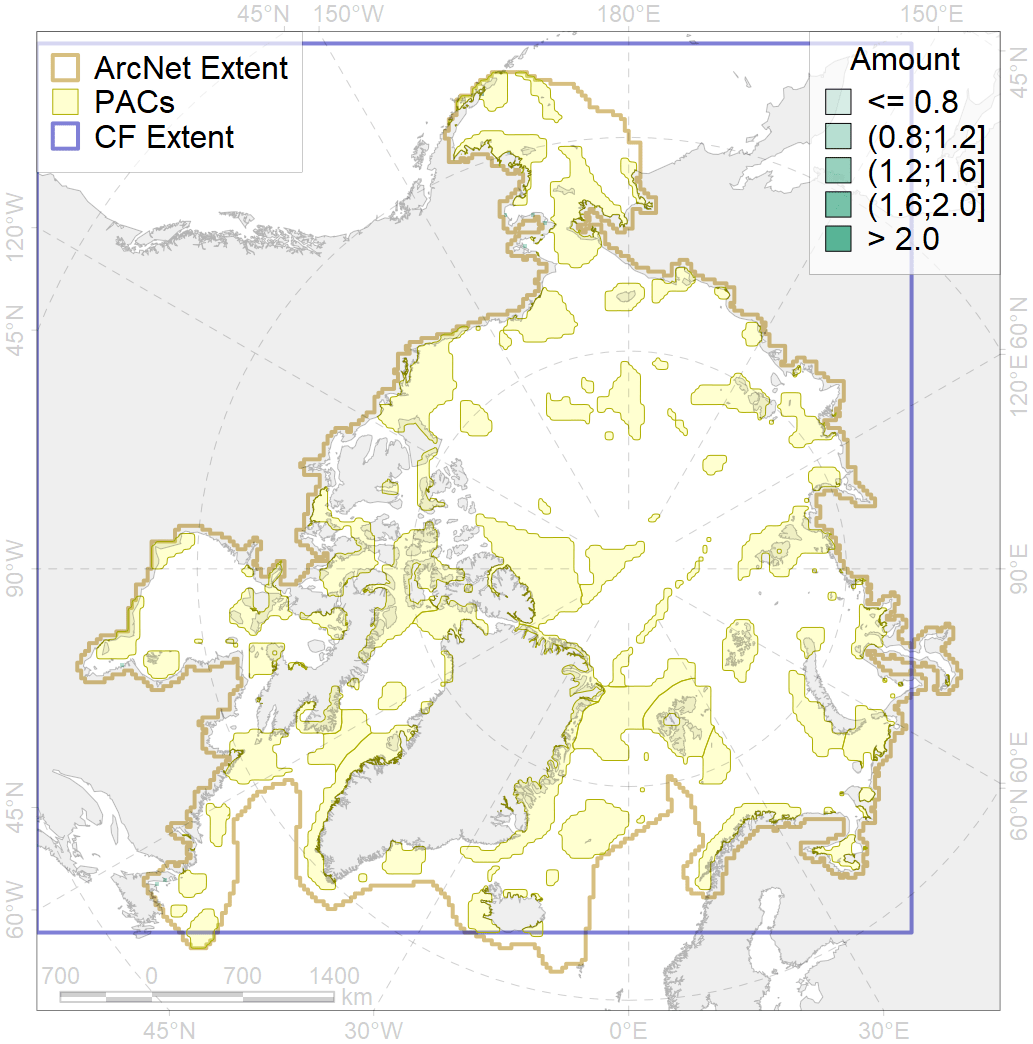 45°N 150°W 180°E 150°E
ArcNet Extent
PACs
CF Extent
Amount
<= 0.8
(0.8;1.2]
(1.2;1.6]
(1.6;2.0]
> 2.0
45°N
120°W
45°N
60°N
120°E
90°W
90°E
45°N
60°N
60°E
60°W
700 0 700 1400
km
45°N 30°W 0°E 30°E